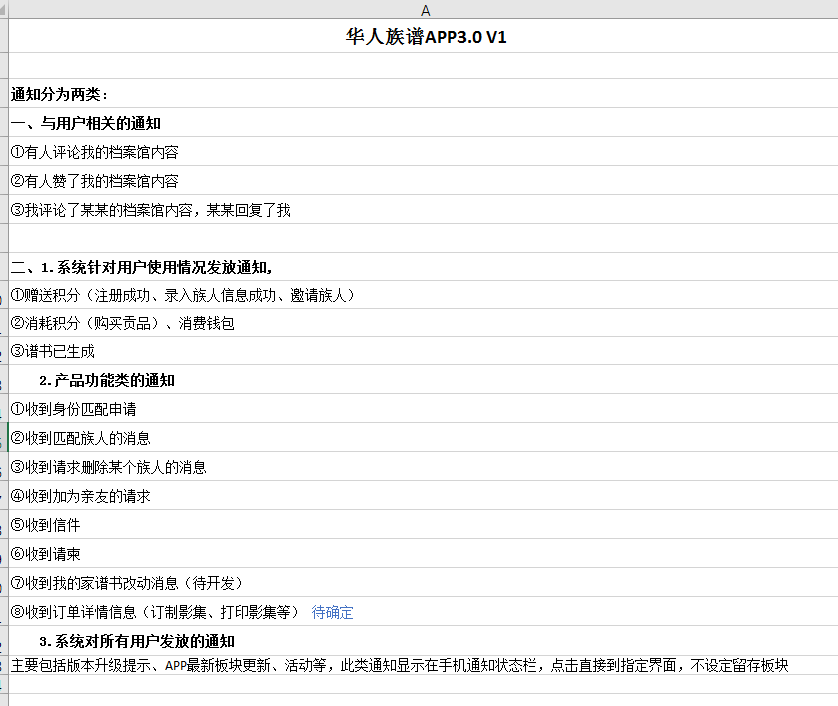 A
华人族谱APP3.0 V1
通知分为两类：
一、与用户相关的通知
①有人评论我的档案馆内容
②有人赞了我的档案馆内容
③我评论了某某的档案馆内容，某某回复了我
二、1.系统针对用户使用情况发放通知,
①赠送积分（注册成功、录入族人信息成功、邀请族人）
②消耗积分（购买贡品）、消费钱包
③谱书已生成
2.产品功能类的通知
①收到身份匹配申请
②收到匹配族人的消息
③收到请求删除某个族人的消息
④收到加为亲友的请求
⑤收到信件
⑥收到请柬
⑦收到我的家谱书改动消息（待开发）
⑧收到订单详情信息（订制影集、打印影集等） 待确定
3.系统对所有用户发放的通知
主要包括版本升级提示、APP最新板块更新、活动等，此类通知显示在手机通知状态栏，点击直接到指定界面，不设定留存板块